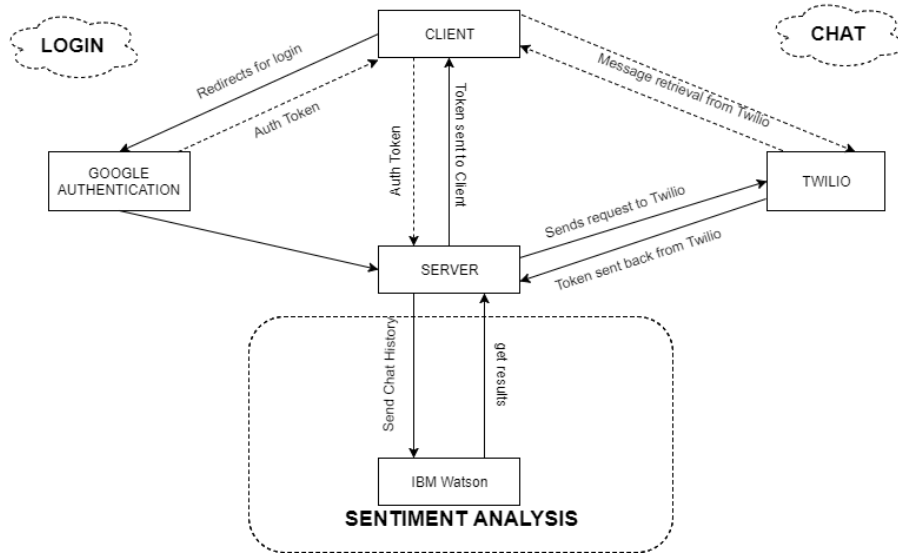 LOGIN
CLIENT
CHAT
Redirects for login
Auth Token
Auth Token
Token sent to Client
Message retrieval from Twilio
GOOGLE
AUTHENTICATION
TWILIO
Sends request to Twilio
SERVER
Token sent back from Twilio
Send Chat History
get results
IBM Watson
SENTIMENT ANALYSIS